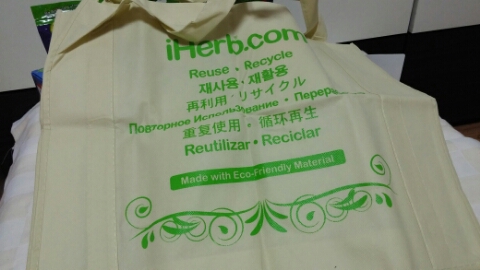 iHerb.com
Reuse • Recycle
재사용 · 재활용
再利用 リサイクル
Повторное Использование • Перера
重复使用 · 循环再生
Reutilizar • Reciclar
Made with Eco-Friendly Material